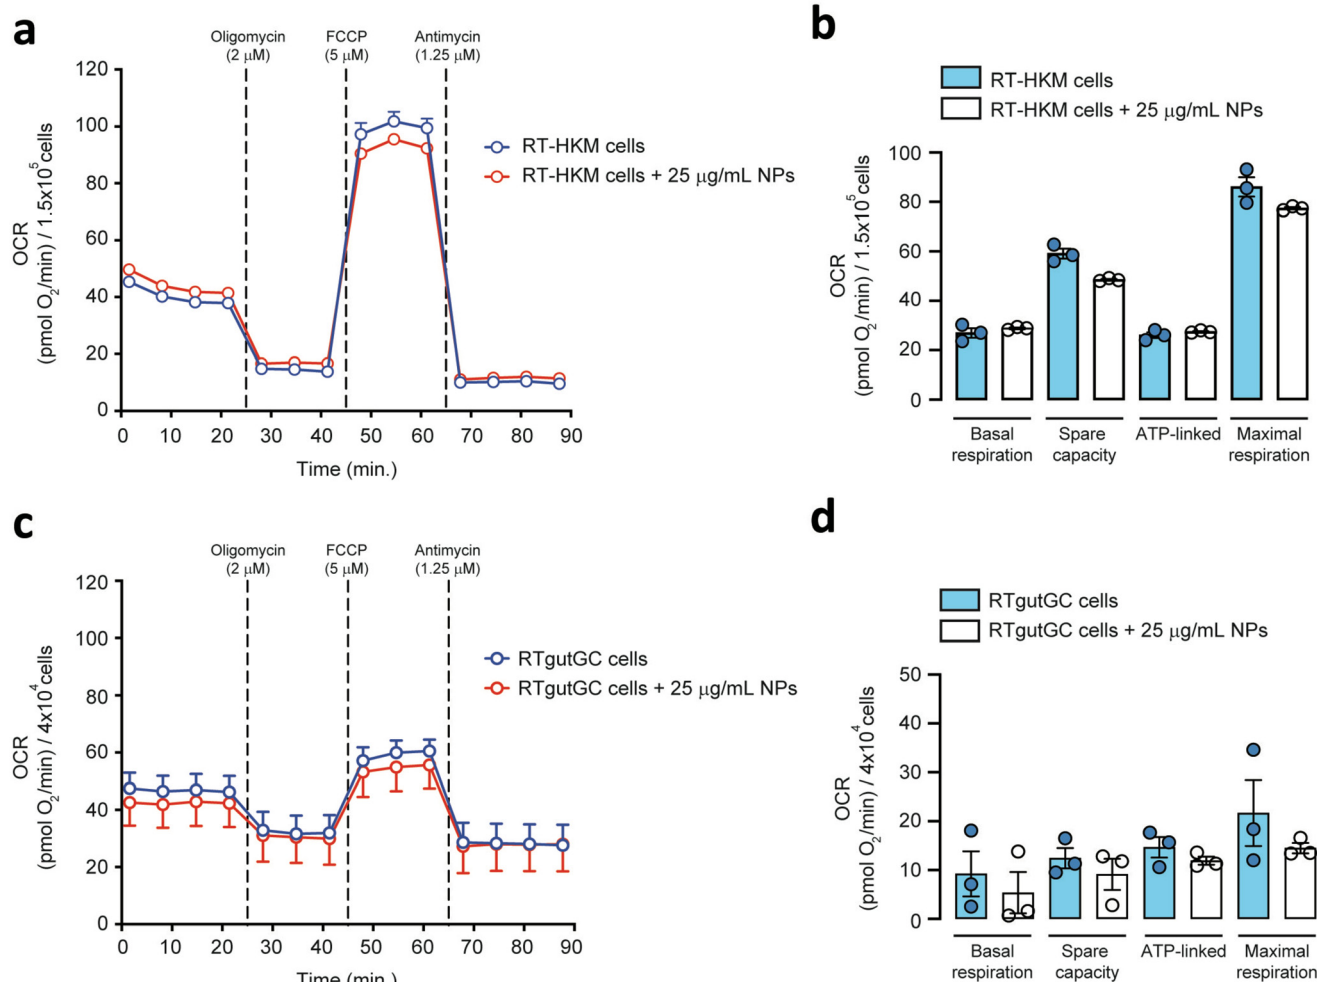 a
Oligomycin
(2 µM)
FCCP
(5 µM)
Antimycin
(1.25 µM)
OCR
(pmol O2/min) / 1.5x10^5 cells
120
100
80
60
40
20
0
0 10 20 30 40 50 60 70 80 90
Time (min.)
RT-HKM cells
RT-HKM cells + 25 µg/mL NPs
b
RT-HKM cells
RT-HKM cells + 25 µg/mL NPs
OCR
(pmol O2/min) / 1.5x10^5 cells
100
80
60
40
20
0
Basal
respiration
Spare
capacity
ATP-linked
Maximal
respiration
c
Oligomycin
(2 µM)
FCCP
(5 µM)
Antimycin
(1.25 µM)
OCR
(pmol O2/min) / 4x10^4 cells
120
100
80
60
40
20
0
0 10 20 30 40 50 60 70 80 90
Time (min.)
RTgutGC cells
RTgutGC cells + 25 µg/mL NPs
d
RTgutGC cells
RTgutGC cells + 25 µg/mL NPs
OCR
(pmol O2/min) / 4x10^4 cells
50
40
30
20
10
0
Basal
respiration
Spare
capacity
ATP-linked
Maximal
respiration